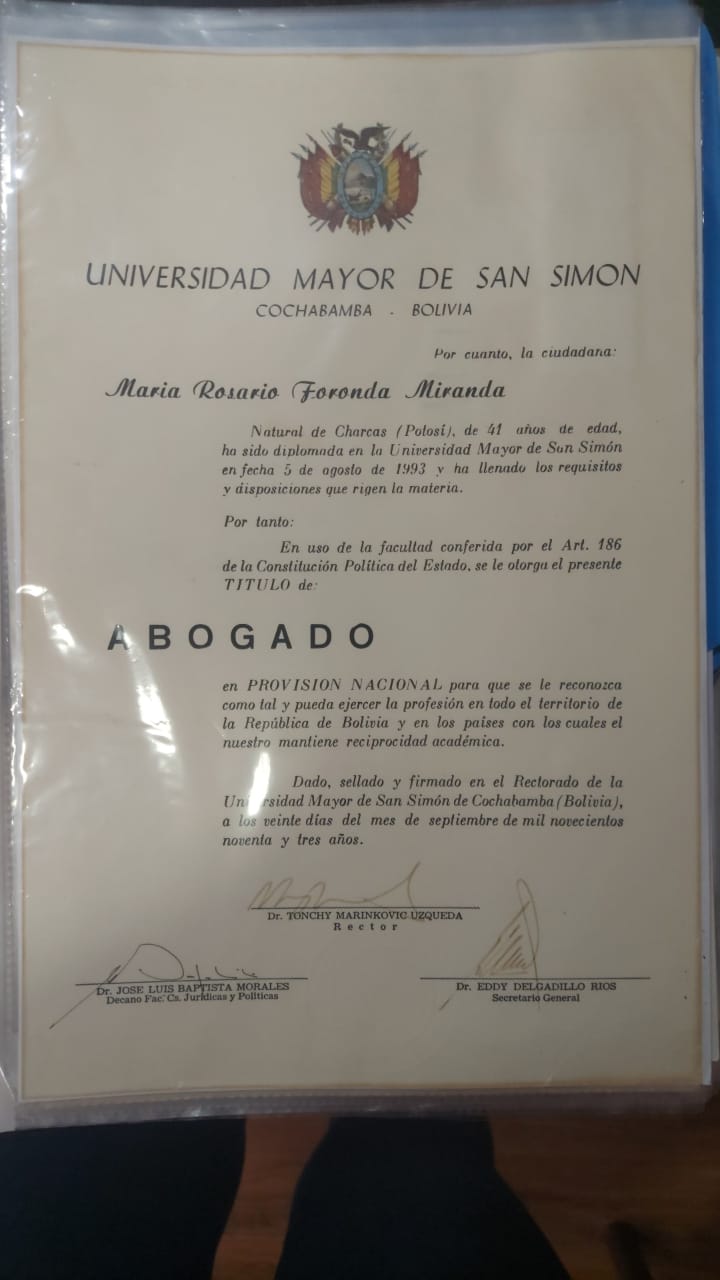 UNIVERSIDAD MAYOR DE SAN SIMON
COCHABAMBA - BOLIVIA
Por cuanto, la ciudadana:
Maria Rosario Foronda Miranda
Natural de Charcas (Potosí), de 41 años de edad,
ha sido diplomada en la Universidad Mayor de San Simón
en fecha 5 de agosto de 1993 y ha llenado los requisitos
y disposiciones que rigen la materia.
Por tanto:
En uso de la facultad conferida por el Art. 186
de la Constitución Política del Estado, se le otorga el presente
TITULO de:
ABOGADO
en PROVISION NACIONAL para que se le reconozca
como tal y pueda ejercer la profesión en todo el territorio de
la República de Bolivia y en los países con los cuales el
nuestro mantiene reciprocidad académica.
Dado, sellado y firmado en el Rectorado de la
Universidad Mayor de San Simón de Cochabamba (Bolivia),
a los veinte días del mes de septiembre de mil novecientos
noventa y tres años.
Dr. TONCHY MARINKOVIC UZQUEDA
Rector
Dr. JOSE LUIS BAPTISTA MORALES
Decano Fac. Cs. Jurídicas y Políticas
Dr. EDDY DELGADILLO RIOS
Secretario General